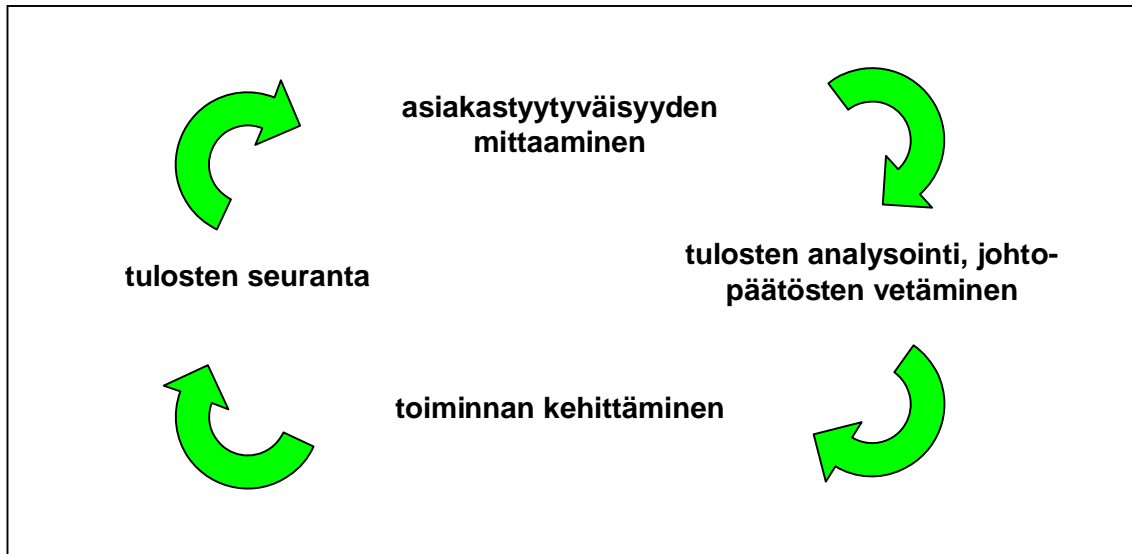 asiakastyytyväisyyden
mittaaminen
tulosten analysointi, johto-
päätösten vetäminen
tulosten seuranta
toiminnan kehittäminen